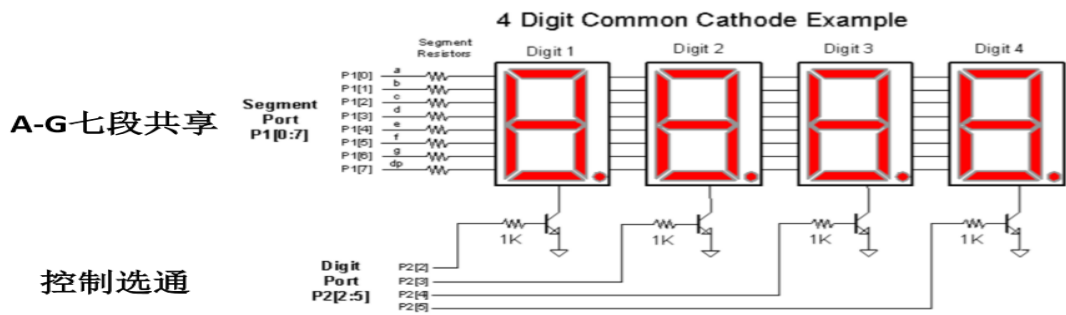 4 Digit Common Cathode Example
Segment
Resistors
Digit 1
Digit 2
Digit 3
Digit 4
A-G七段共享
Segment
Port
P1[0:7]
P1[0] a
P1[1] b
P1[2] c
P1[3] d
P1[4] e
P1[5] f
P1[6] g
P1[7] dp
1K
1K
1K
1K
控制选通
Digit
Port
P2[2:5]
P2[2]
P2[3]
P2[4]
P2[5]